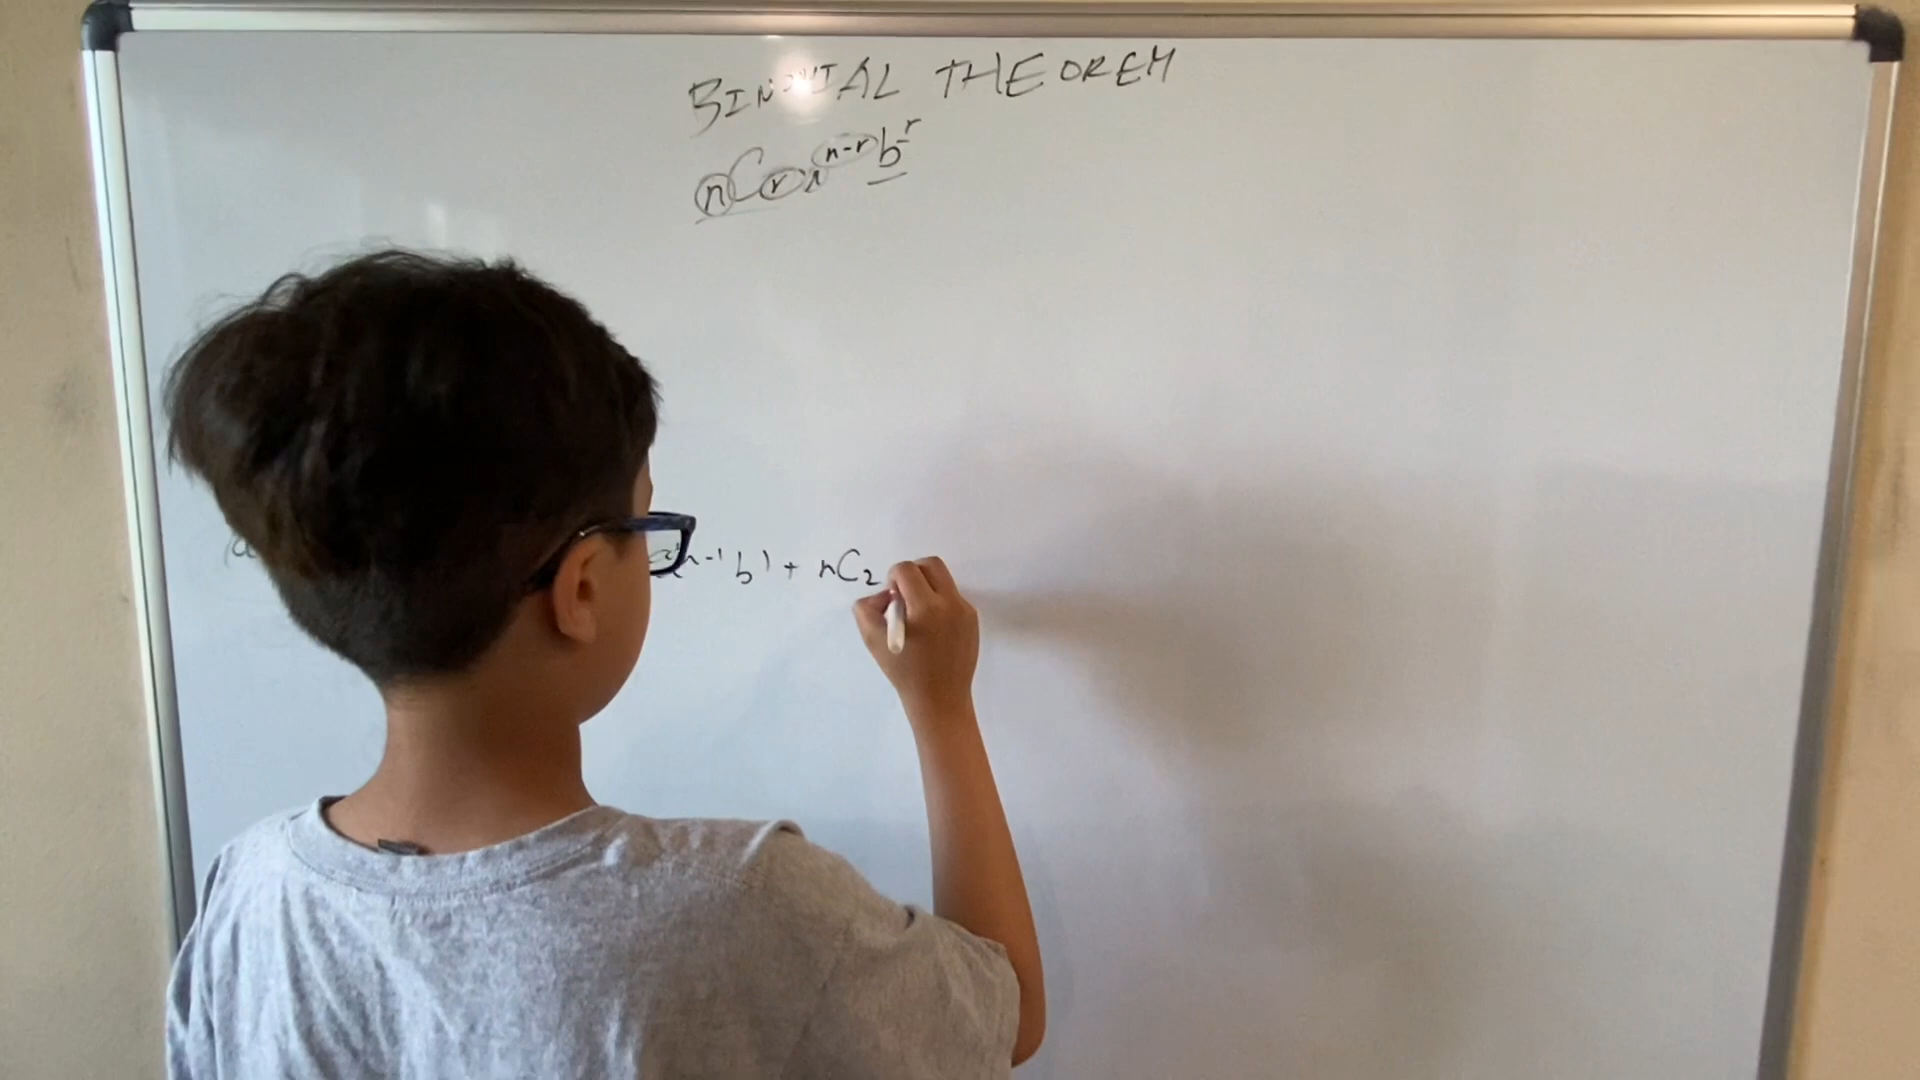 BINOMIAL THEOREM
nCr a^n-r b^r
a^n-1 b^1 + nC₂